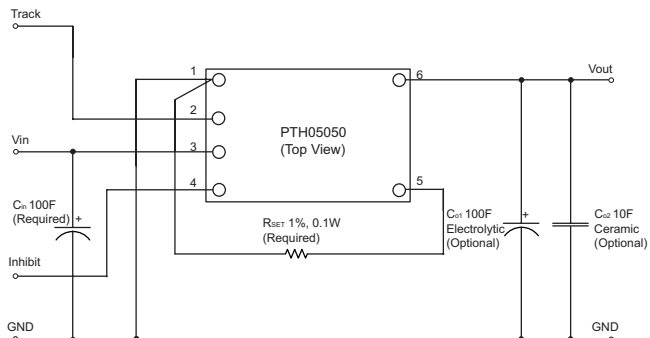 Track
1
6
Vout
2
PTH05050
(Top View)
Vin
3
4
5
Cin 100F
(Required)
+
RSET 1%, 0.1W
(Required)
Co1 100F
Electrolytic
(Optional)
+
Co2 10F
Ceramic
(Optional)
Inhibit
GND
GND